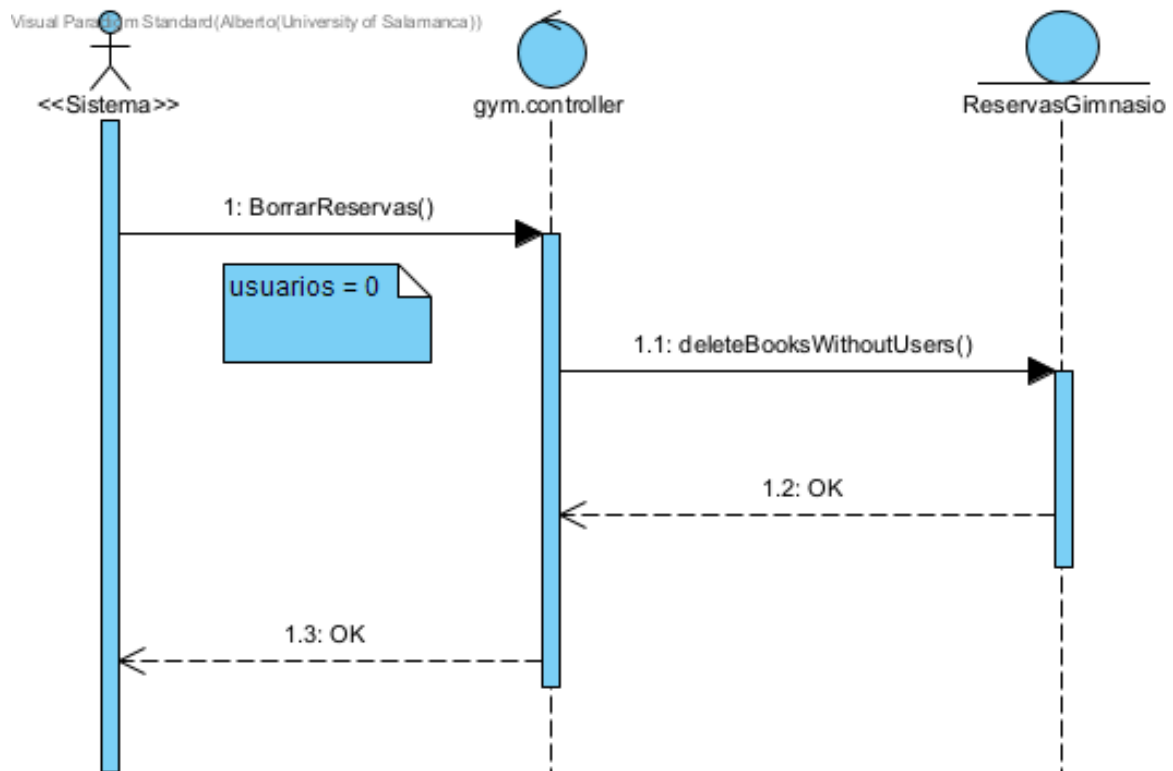 Visual Paradigm Standard(Alberto(University of Salamanca))
<<Sistema>>
gym.controller
ReservasGimnasio
1: BorrarReservas()
usuarios = 0
1.1: deleteBooksWithoutUsers()
1.2: OK
1.3: OK